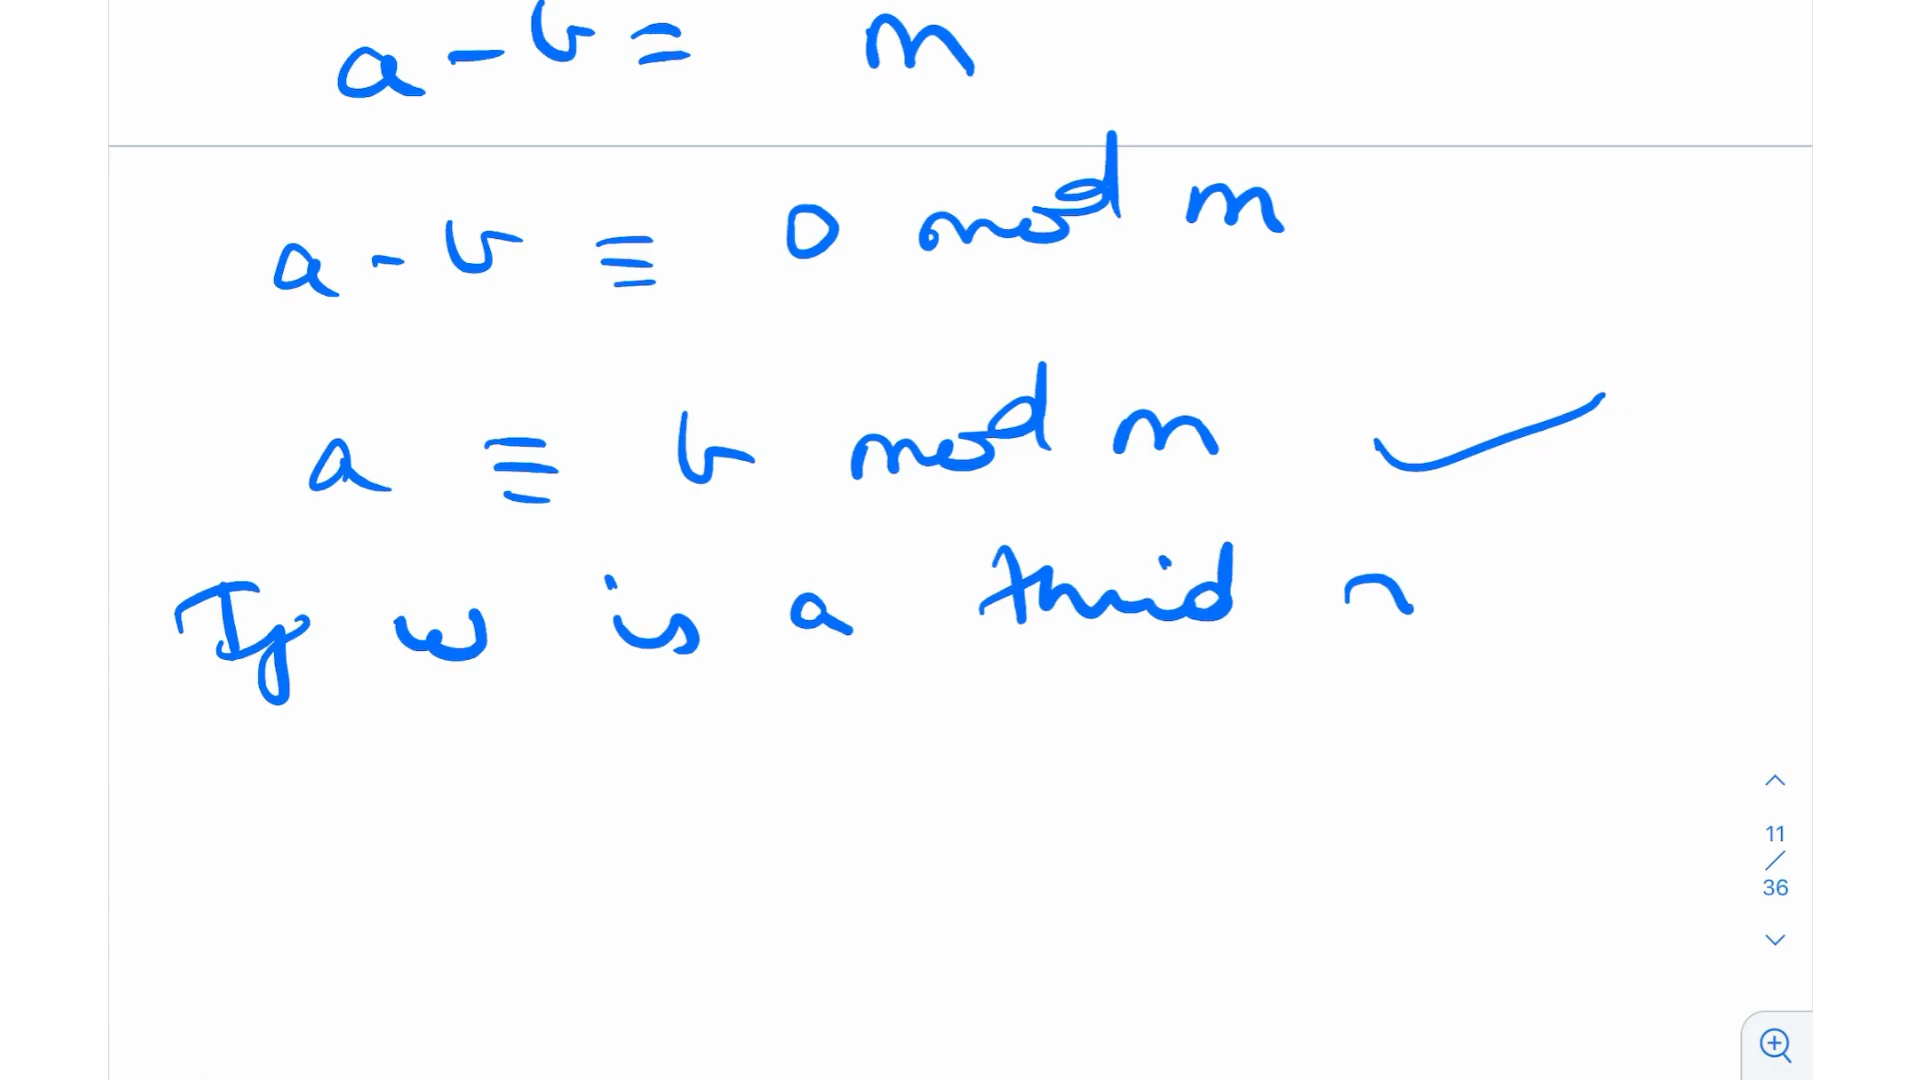 a - b = m
a - b ≡ 0 mod m
a ≡ b mod m ✓
If w is a third r
11
/
36